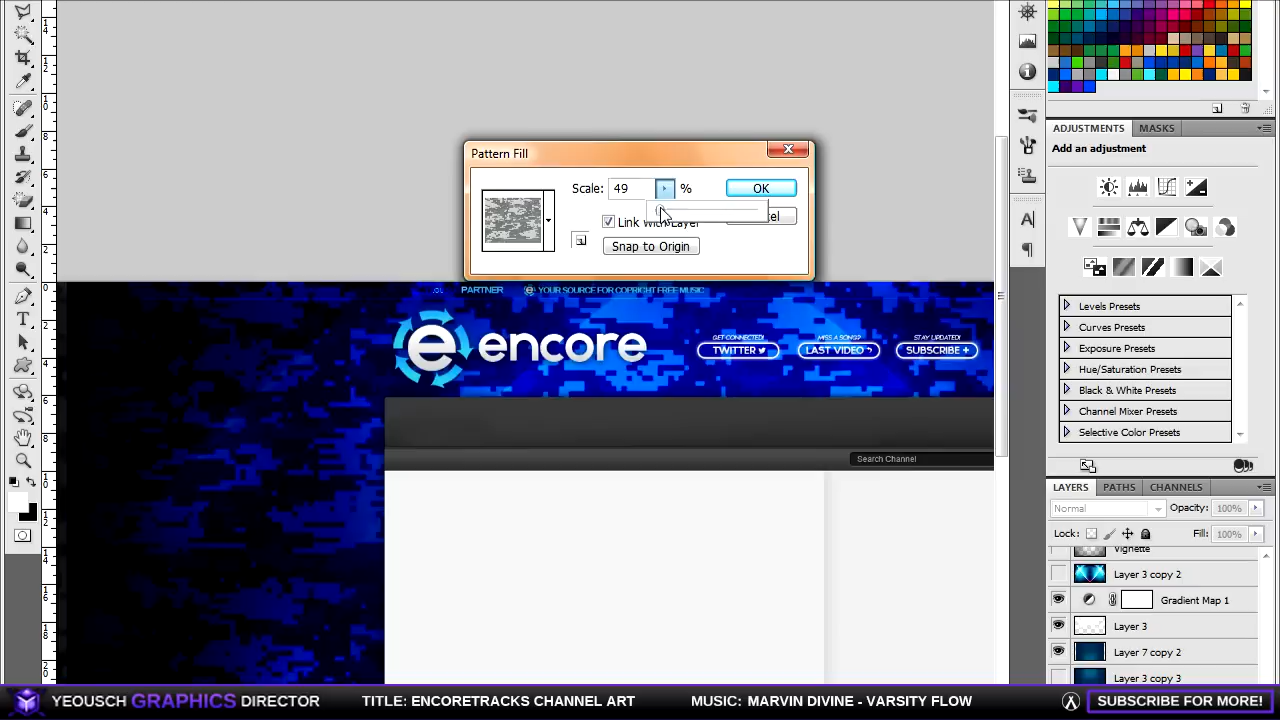 Pattern Fill
Scale: 49 %
OK
Link With Layer
Snap to Origin
PARTNER
YOUR SOURCE FOR COPRIGHT FREE MUSIC
encore
GET CONNECTED!
TWITTER
MISS A SONG?
LAST VIDEO
STAY UPDATED!
SUBSCRIBE +
Search Channel
ADJUSTMENTS
MASKS
Add an adjustment
Levels Presets
Curves Presets
Exposure Presets
Hue/Saturation Presets
Black & White Presets
Channel Mixer Presets
Selective Color Presets
LAYERS
PATHS
CHANNELS
Normal
Opacity: 100%
Lock:
Fill: 100%
Vignette
Layer 3 copy 2
Gradient Map 1
Layer 3
Layer 7 copy 2
Layer 3 copy 3
YEOUSCH GRAPHICS DIRECTOR
TITLE: ENCORETRACKS CHANNEL ART
MUSIC: MARVIN DIVINE - VARSITY FLOW
SUBSCRIBE FOR MORE!